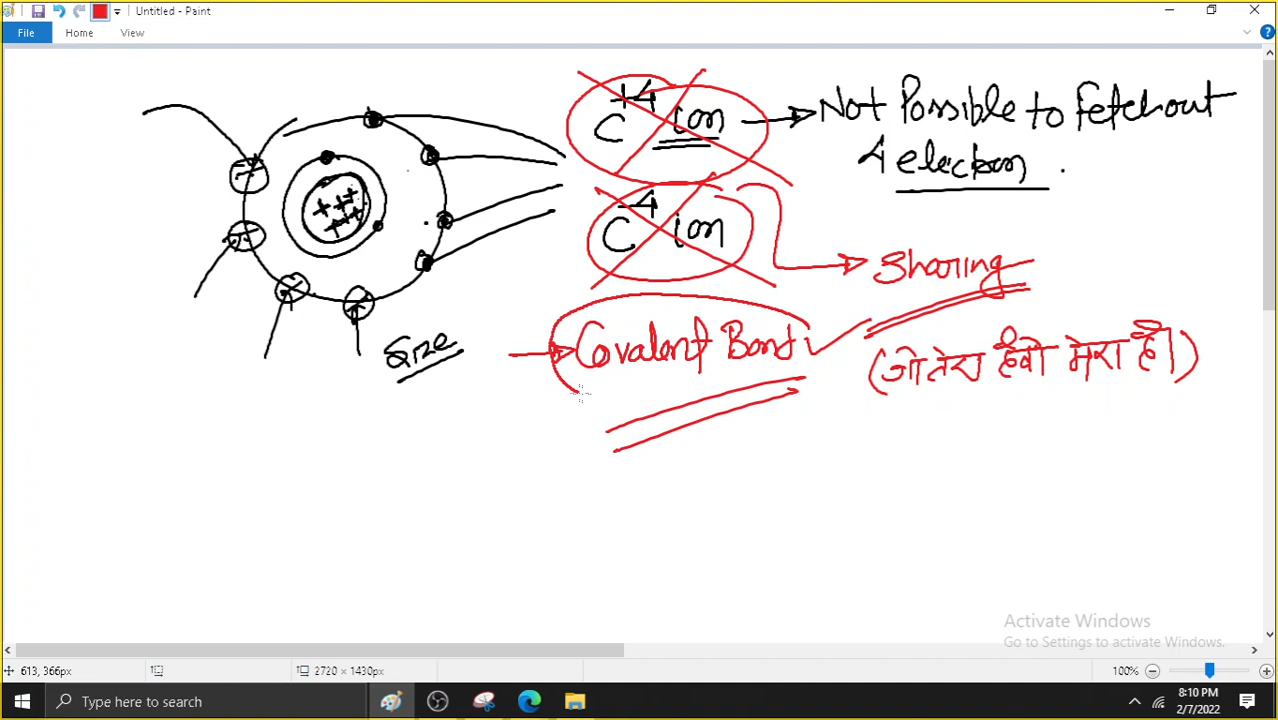 Untitled - Paint
File Home View
C+4 ion → Not Possible to Fetchout
4 electron .
C-4 ion
Sharing
Size
Covalent Bond
(जो तेरा है वो मेरा है)
Activate Windows
Go to Settings to activate Windows.
613, 366px
2720 × 1430px
100%
Type here to search
8:10 PM
2/7/2022